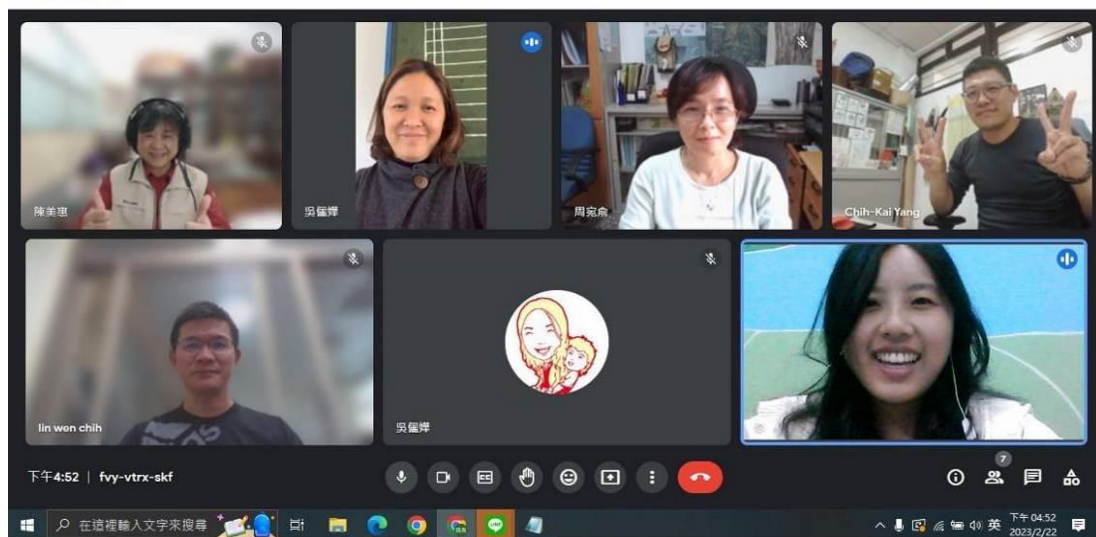 陳美惠
吳儷嬅
周宛俞
Chih-Kai Yang
lin wen chih
吳儷嬅
下午4:52 | fvy-vtrx-skf
7
在這裡輸入文字來搜尋
英
下午 04:52
2023/2/22